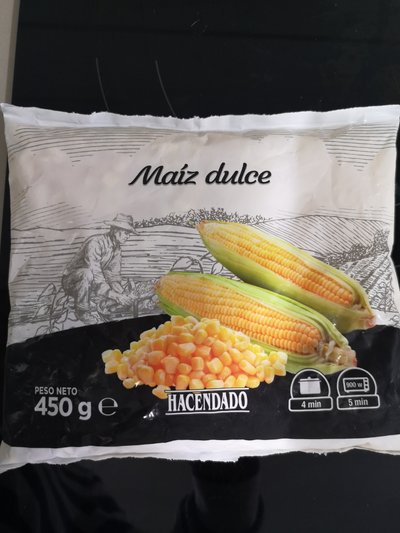 Maíz dulce
PESO NETO
450 g ℮
HACENDADO
4 min
900 W
5 min